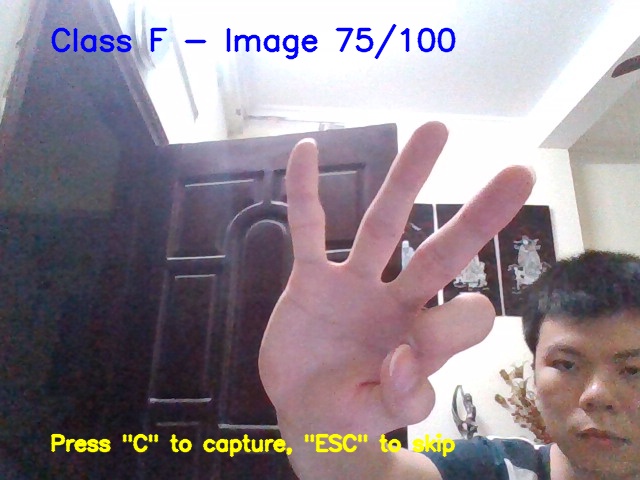 Class F - Image 75/100
Press "C" to capture, "ESC" to skip